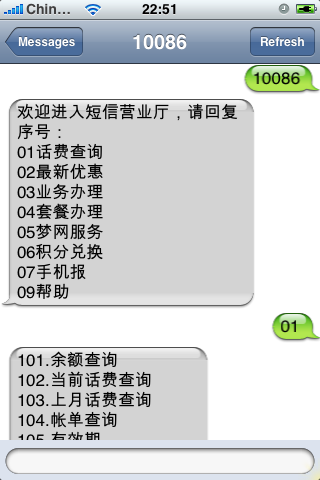 Chin...
22:51
Messages
10086
Refresh
10086
欢迎进入短信营业厅，请回复
序号：
01话费查询
02最新优惠
03业务办理
04套餐办理
05梦网服务
06积分兑换
07手机报
09帮助
01
101.余额查询
102.当前话费查询
103.上月话费查询
104.帐单查询
105.有效期